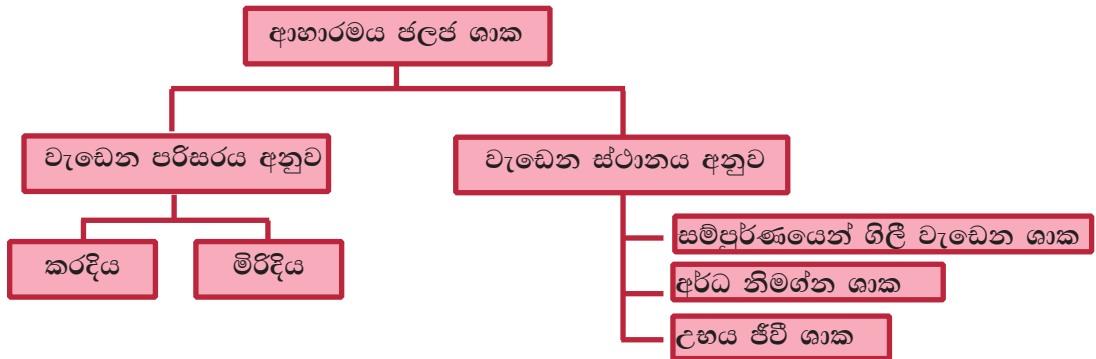 ආහාරමය ජලජ ශාක
වැඩෙන පරිසරය අනුව
වැඩෙන ස්ථානය අනුව
කරදිය
මිරිදිය
සම්පූර්ණයෙන් ගිලී වැඩෙන ශාක
අර්ධ නිමග්න ශාක
උභය ජීවී ශාක